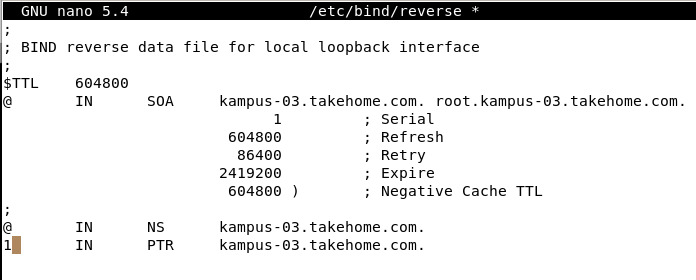 GNU nano 5.4                    /etc/bind/reverse *
;
; BIND reverse data file for local loopback interface
;
$TTL    604800
@       IN      SOA     kampus-03.takehome.com. root.kampus-03.takehome.com.
                              1         ; Serial
                         604800         ; Refresh
                          86400         ; Retry
                        2419200         ; Expire
                         604800 )       ; Negative Cache TTL
;
@       IN      NS      kampus-03.takehome.com.
1       IN      PTR     kampus-03.takehome.com.